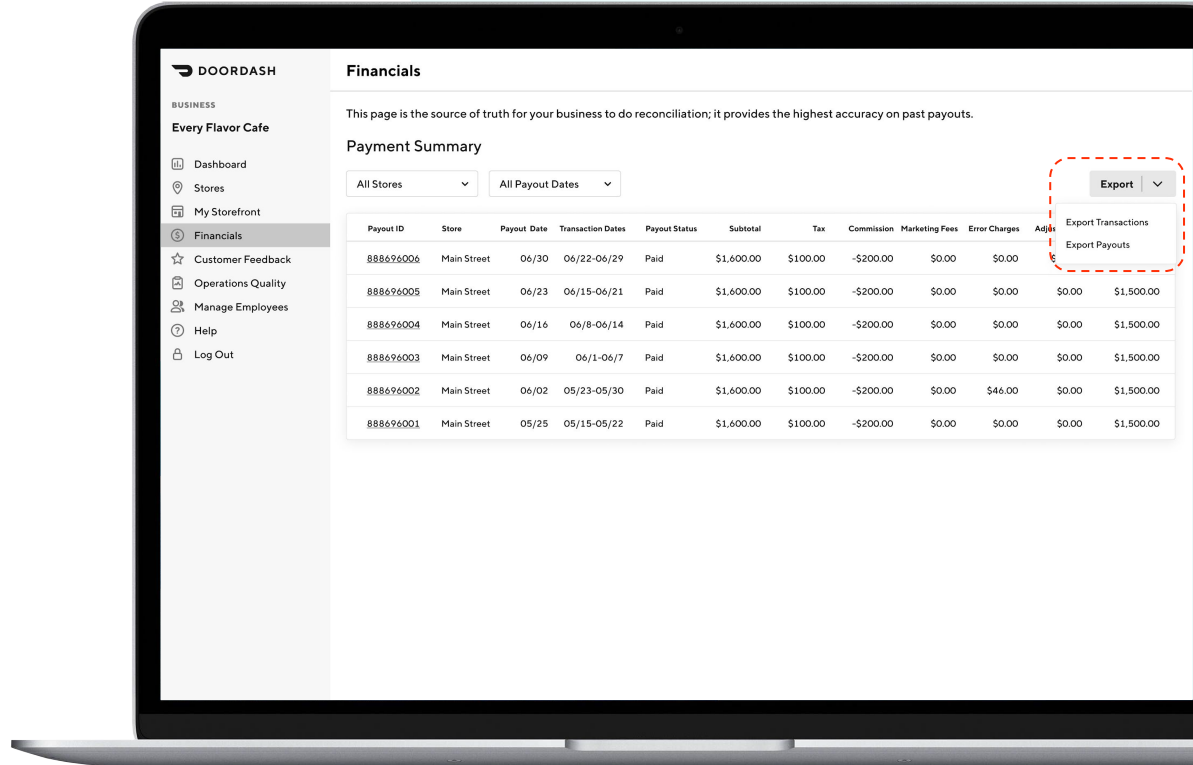 DOORDASH
BUSINESS
Every Flavor Cafe
Dashboard
Stores
My Storefront
Financials
Customer Feedback
Operations Quality
Manage Employees
Help
Log Out
Financials
This page is the source of truth for your business to do reconciliation; it provides the highest accuracy on past payouts.
Payment Summary
All Stores All Payout Dates Export
Export Transactions
Export Payouts
Payout ID Store Payout Date Transaction Dates Payout Status Subtotal Tax Commission Marketing Fees Error Charges
888696006 Main Street 06/30 06/22-06/29 Paid $1,600.00 $100.00 -$200.00 $0.00 $0.00
888696005 Main Street 06/23 06/15-06/21 Paid $1,600.00 $100.00 -$200.00 $0.00 $0.00 $0.00 $1,500.00
888696004 Main Street 06/16 06/8-06/14 Paid $1,600.00 $100.00 -$200.00 $0.00 $0.00 $0.00 $1,500.00
888696003 Main Street 06/09 06/1-06/7 Paid $1,600.00 $100.00 -$200.00 $0.00 $0.00 $0.00 $1,500.00
888696002 Main Street 06/02 05/23-05/30 Paid $1,600.00 $100.00 -$200.00 $0.00 $46.00 $0.00 $1,500.00
888696001 Main Street 05/25 05/15-05/22 Paid $1,600.00 $100.00 -$200.00 $0.00 $0.00 $0.00 $1,500.00